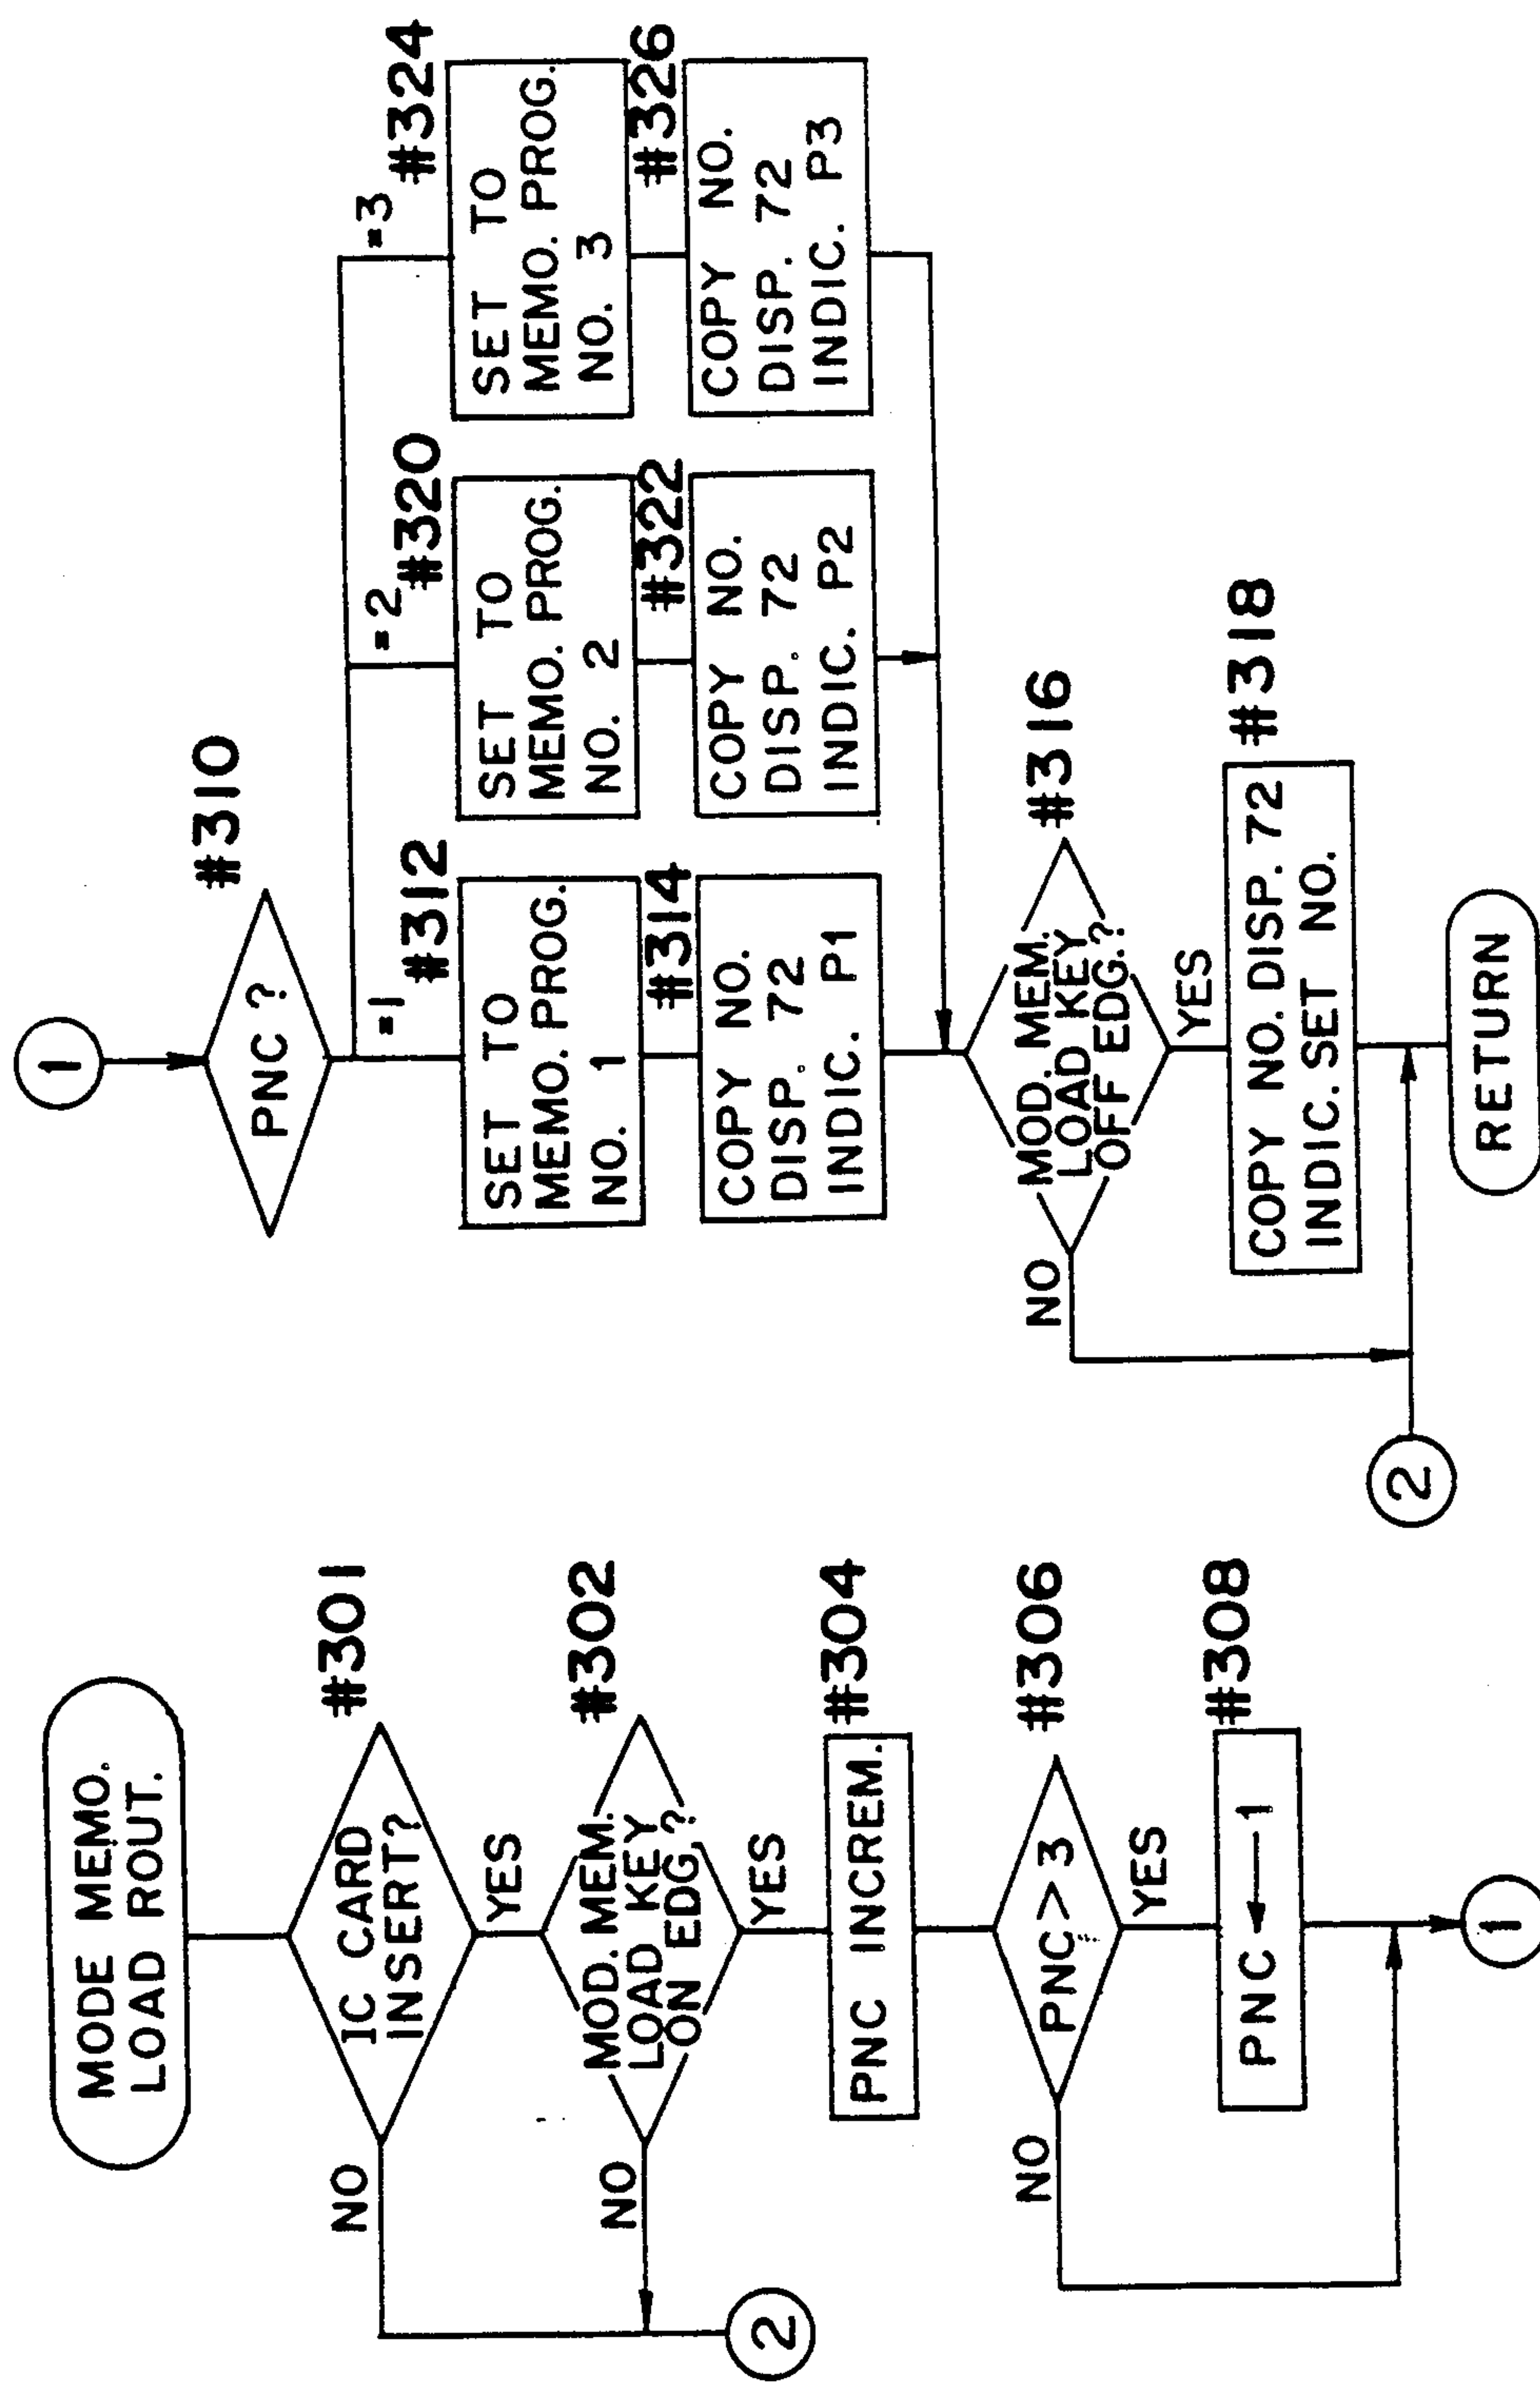 MODE MEMO.
LOAD ROUT.
#301
IC CARD
INSERT?
NO
YES
#302
MOD. MEM.
LOAD KEY
ON EDG.?
NO
YES
#304
PNC INCREM.
#306
PNC > 3
NO
YES
#308
PNC ← 1
2
1
1
#310
PNC ?
=1
=2
=3
#312
SET TO
MEMO. PROG.
NO. 1
#320
SET TO
MEMO. PROG.
NO. 2
#324
SET TO
MEMO. PROG.
NO. 3
#314
COPY NO.
DISP. 72
INDIC. P1
#322
COPY NO.
DISP. 72
INDIC. P2
#326
COPY NO.
DISP. 72
INDIC. P3
#316
MOD. MEM.
LOAD KEY
OFF EDG.?
NO
YES
#318
COPY NO. DISP. 72
INDIC. SET NO.
2
RETURN